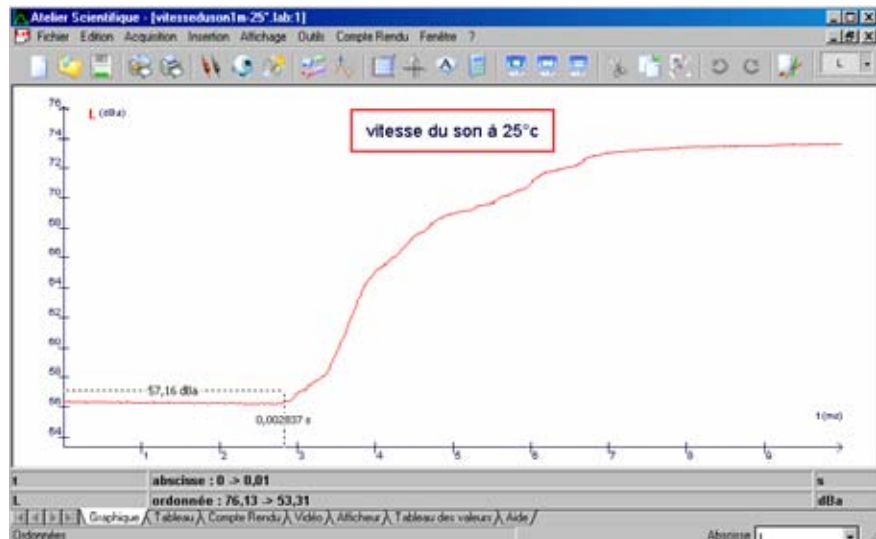 Atelier Scientifique - [vitesseduson1m-25°.lab:1]
Fichier Edition Acquisition Insertion Affichage Outils Compte Rendu Fenêtre ?
L
76
L (dBa)
vitesse du son à 25°c
74
72
70
68
66
64
62
60
58
57,16 dBa
56
0,002837 s
t (ms)
54
1 2 3 4 5 6 7 8 9
t abscisse : 0 -> 0,01 s
L ordonnée : 76,13 -> 53,31 dBa
Graphique Tableau Compte Rendu Vidéo Afficheur Tableau des valeurs Aide
Ordonnées Abscisse t